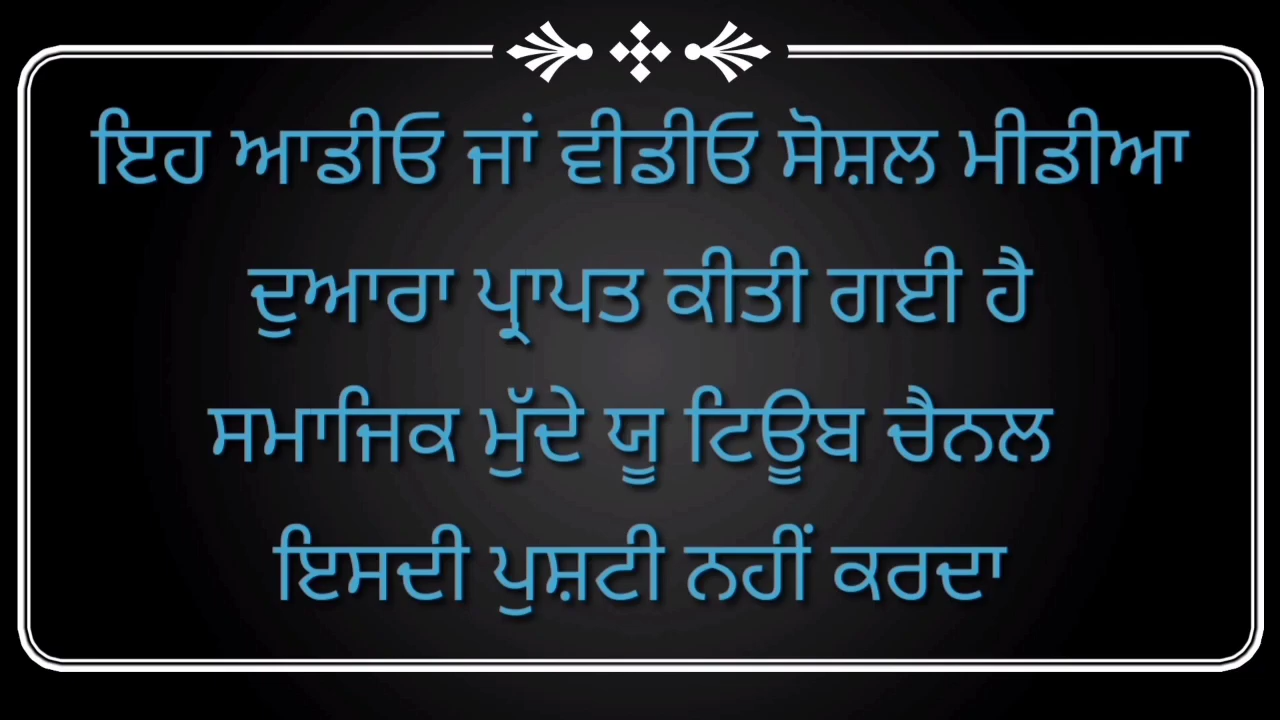 ਇਹ ਆਡੀਓ ਜਾਂ ਵੀਡੀਓ ਸੋਸ਼ਲ ਮੀਡੀਆ
ਦੁਆਰਾ ਪ੍ਰਾਪਤ ਕੀਤੀ ਗਈ ਹੈ
ਸਮਾਜਿਕ ਮੁੱਦੇ ਯੂ ਟਿਊਬ ਚੈਨਲ
ਇਸਦੀ ਪੁਸ਼ਟੀ ਨਹੀਂ ਕਰਦਾ